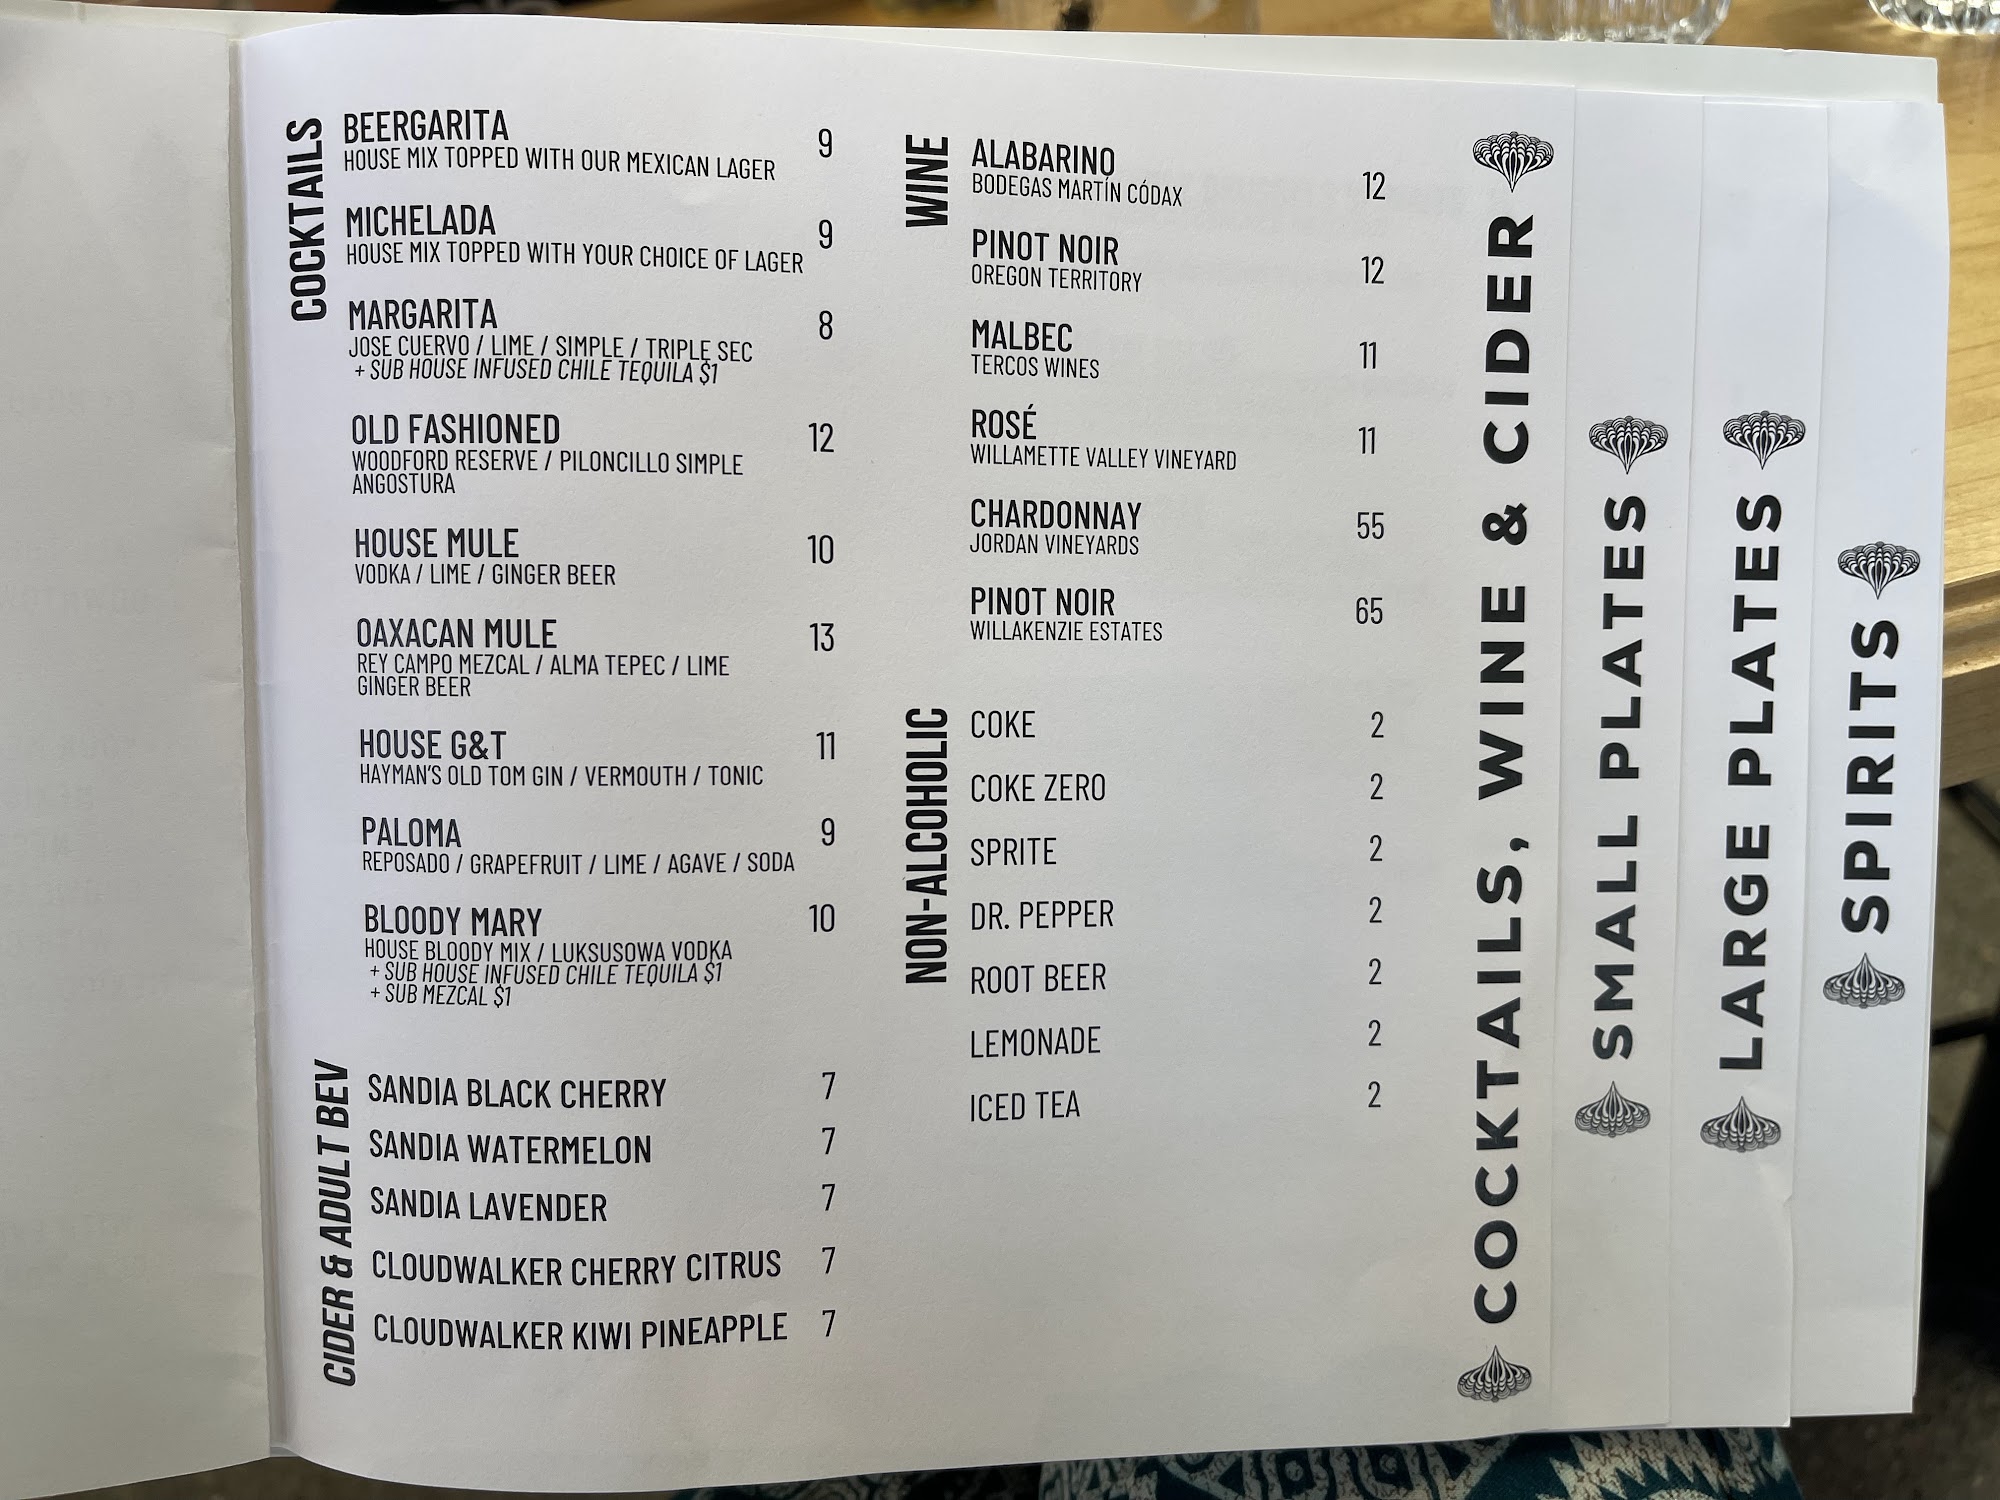 COCKTAILS
BEERGARITA 9
HOUSE MIX TOPPED WITH OUR MEXICAN LAGER
MICHELADA 9
HOUSE MIX TOPPED WITH YOUR CHOICE OF LAGER
MARGARITA 8
JOSE CUERVO / LIME / SIMPLE / TRIPLE SEC
+ SUB HOUSE INFUSED CHILE TEQUILA $1
OLD FASHIONED 12
WOODFORD RESERVE / PILONCILLO SIMPLE
ANGOSTURA
HOUSE MULE 10
VODKA / LIME / GINGER BEER
OAXACAN MULE 13
REY CAMPO MEZCAL / ALMA TEPEC / LIME
GINGER BEER
HOUSE G&T 11
HAYMAN'S OLD TOM GIN / VERMOUTH / TONIC
PALOMA 9
REPOSADO / GRAPEFRUIT / LIME / AGAVE / SODA
BLOODY MARY 10
HOUSE BLOODY MIX / LUKSUSOWA VODKA
+ SUB HOUSE INFUSED CHILE TEQUILA $1
+ SUB MEZCAL $1
CIDER & ADULT BEV
SANDIA BLACK CHERRY 7
SANDIA WATERMELON 7
SANDIA LAVENDER 7
CLOUDWALKER CHERRY CITRUS 7
CLOUDWALKER KIWI PINEAPPLE 7
WINE
ALABARINO 12
BODEGAS MARTÍN CÓDAX
PINOT NOIR 12
OREGON TERRITORY
MALBEC 11
TERCOS WINES
ROSÉ 11
WILLAMETTE VALLEY VINEYARD
CHARDONNAY 55
JORDAN VINEYARDS
PINOT NOIR 65
WILLAKENZIE ESTATES
NON-ALCOHOLIC
COKE 2
COKE ZERO 2
SPRITE 2
DR. PEPPER 2
ROOT BEER 2
LEMONADE 2
ICED TEA 2
COCKTAILS, WINE & CIDER
SMALL PLATES
LARGE PLATES
SPIRITS